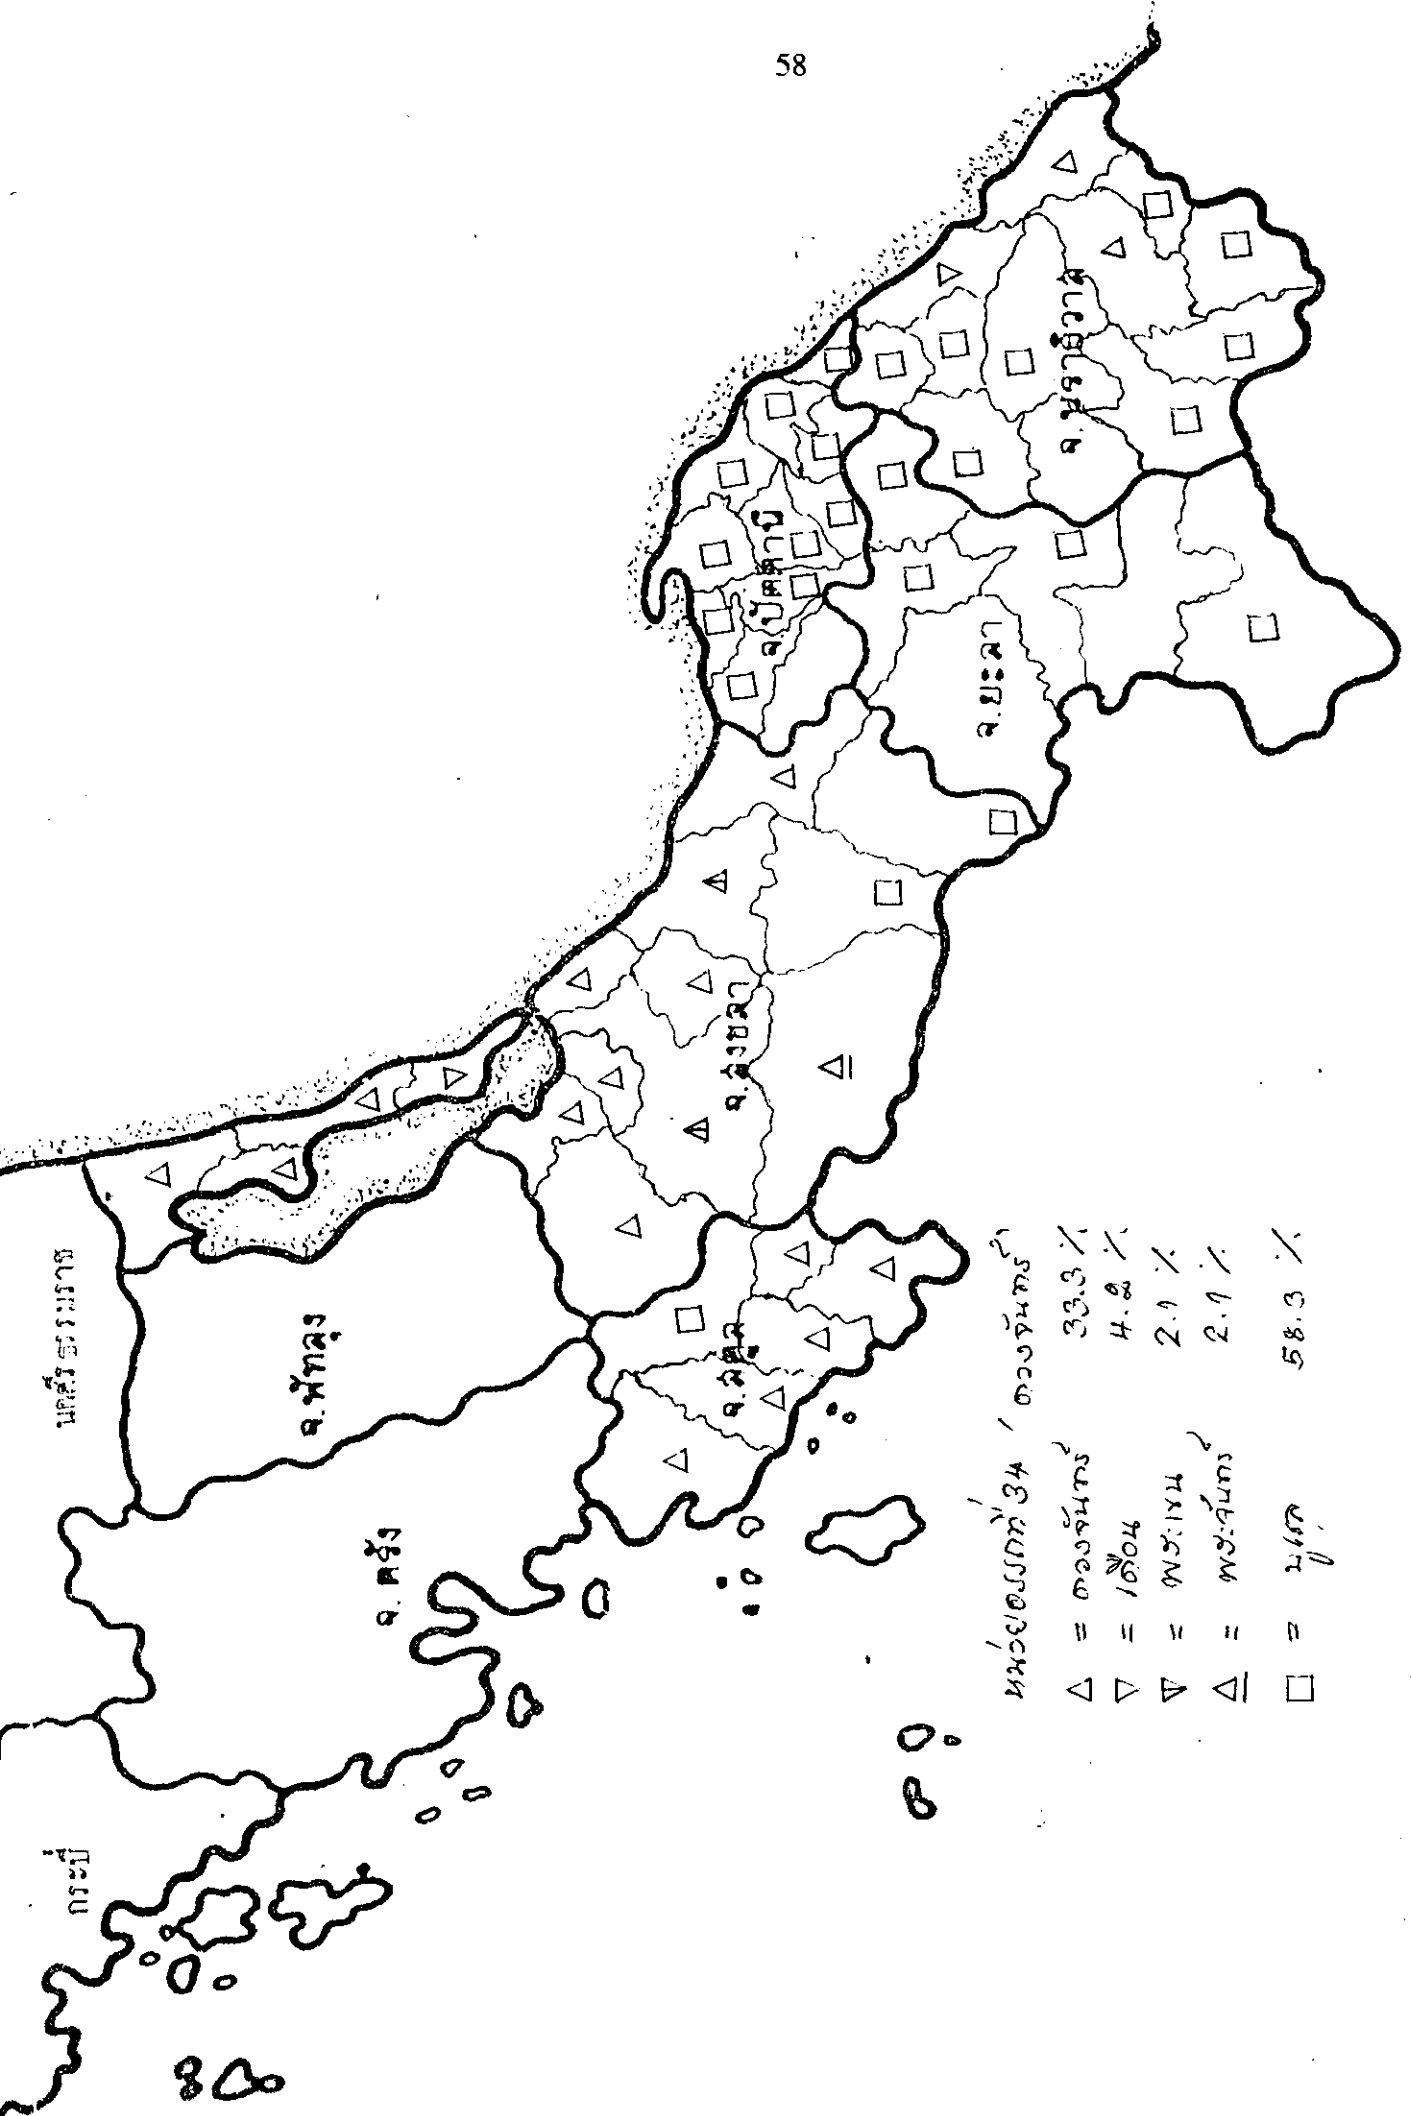 58
นครศรีธรรมราช
กระบี่
จ.พัทลุง
จ.ตรัง
จ.สงขลา
จ.สตูล
จ.ปัตตานี
จ.ยะลา
จ.นราธิวาส
หน่วยอรรถที่ 34 ' ดวงจันทร์ '
△ = ดวงจันทร์ 33.3 %
▽ = เดือน 4.2 %
= พระแข 2.1 %
△ = พระจันทร์ 2.1 %
□ = บูแล 58.3 %